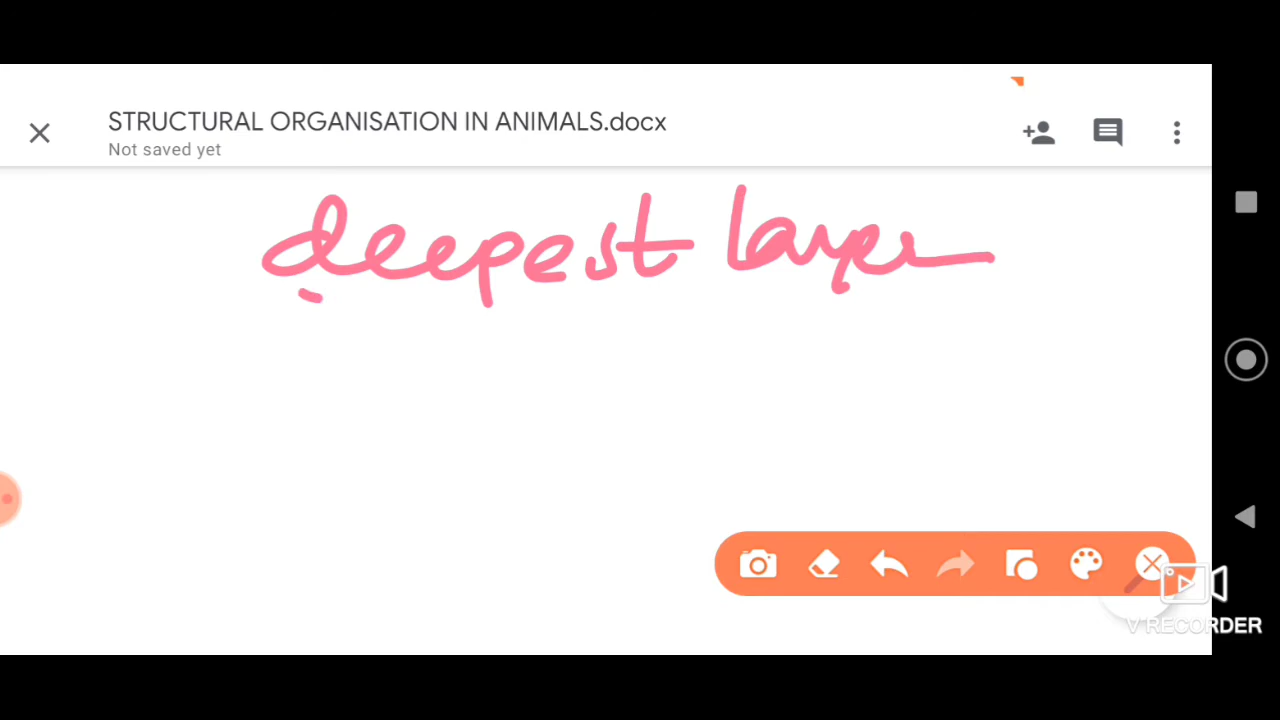 STRUCTURAL ORGANISATION IN ANIMALS.docx
Not saved yet
deepest layer
V RECORDER